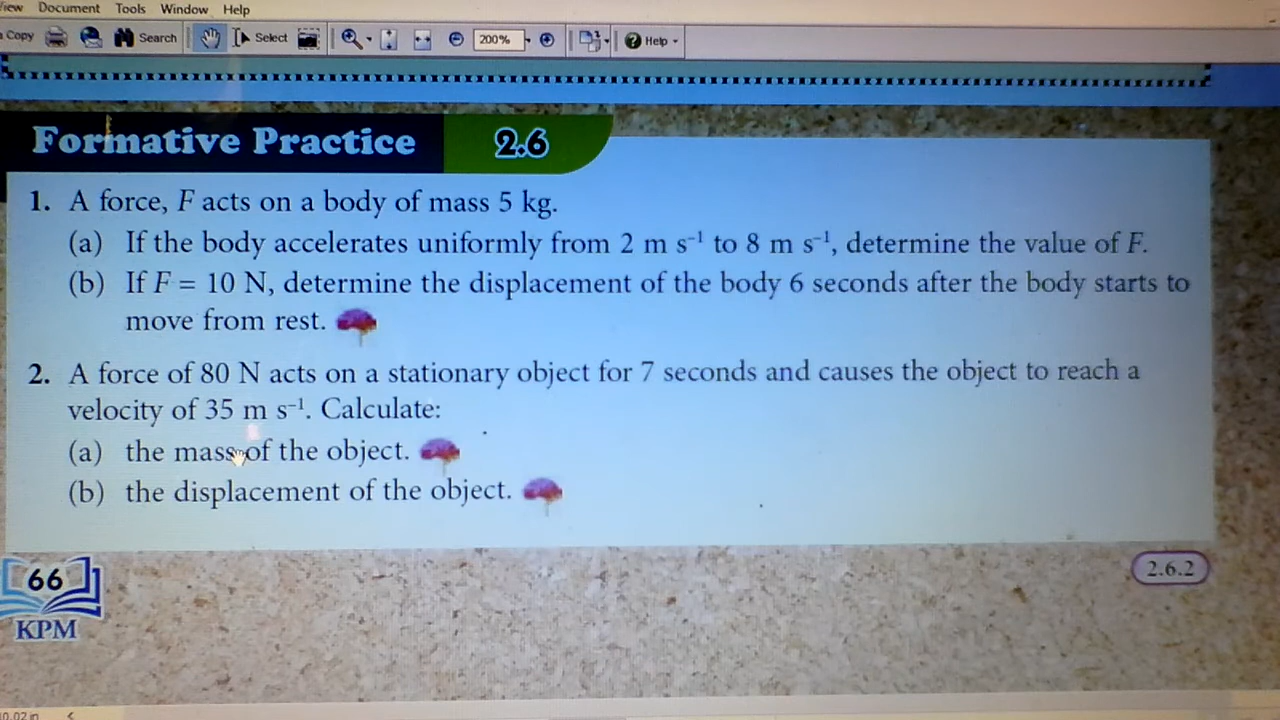 iew Document Tools Window Help
Copy Search Select 200% Help
Formative Practice 2.6
1. A force, F acts on a body of mass 5 kg.
(a) If the body accelerates uniformly from 2 m s⁻¹ to 8 m s⁻¹, determine the value of F.
(b) If F = 10 N, determine the displacement of the body 6 seconds after the body starts to
move from rest.
2. A force of 80 N acts on a stationary object for 7 seconds and causes the object to reach a
velocity of 35 m s⁻¹. Calculate:
(a) the mass of the object.
(b) the displacement of the object.
66
KPM
2.6.2